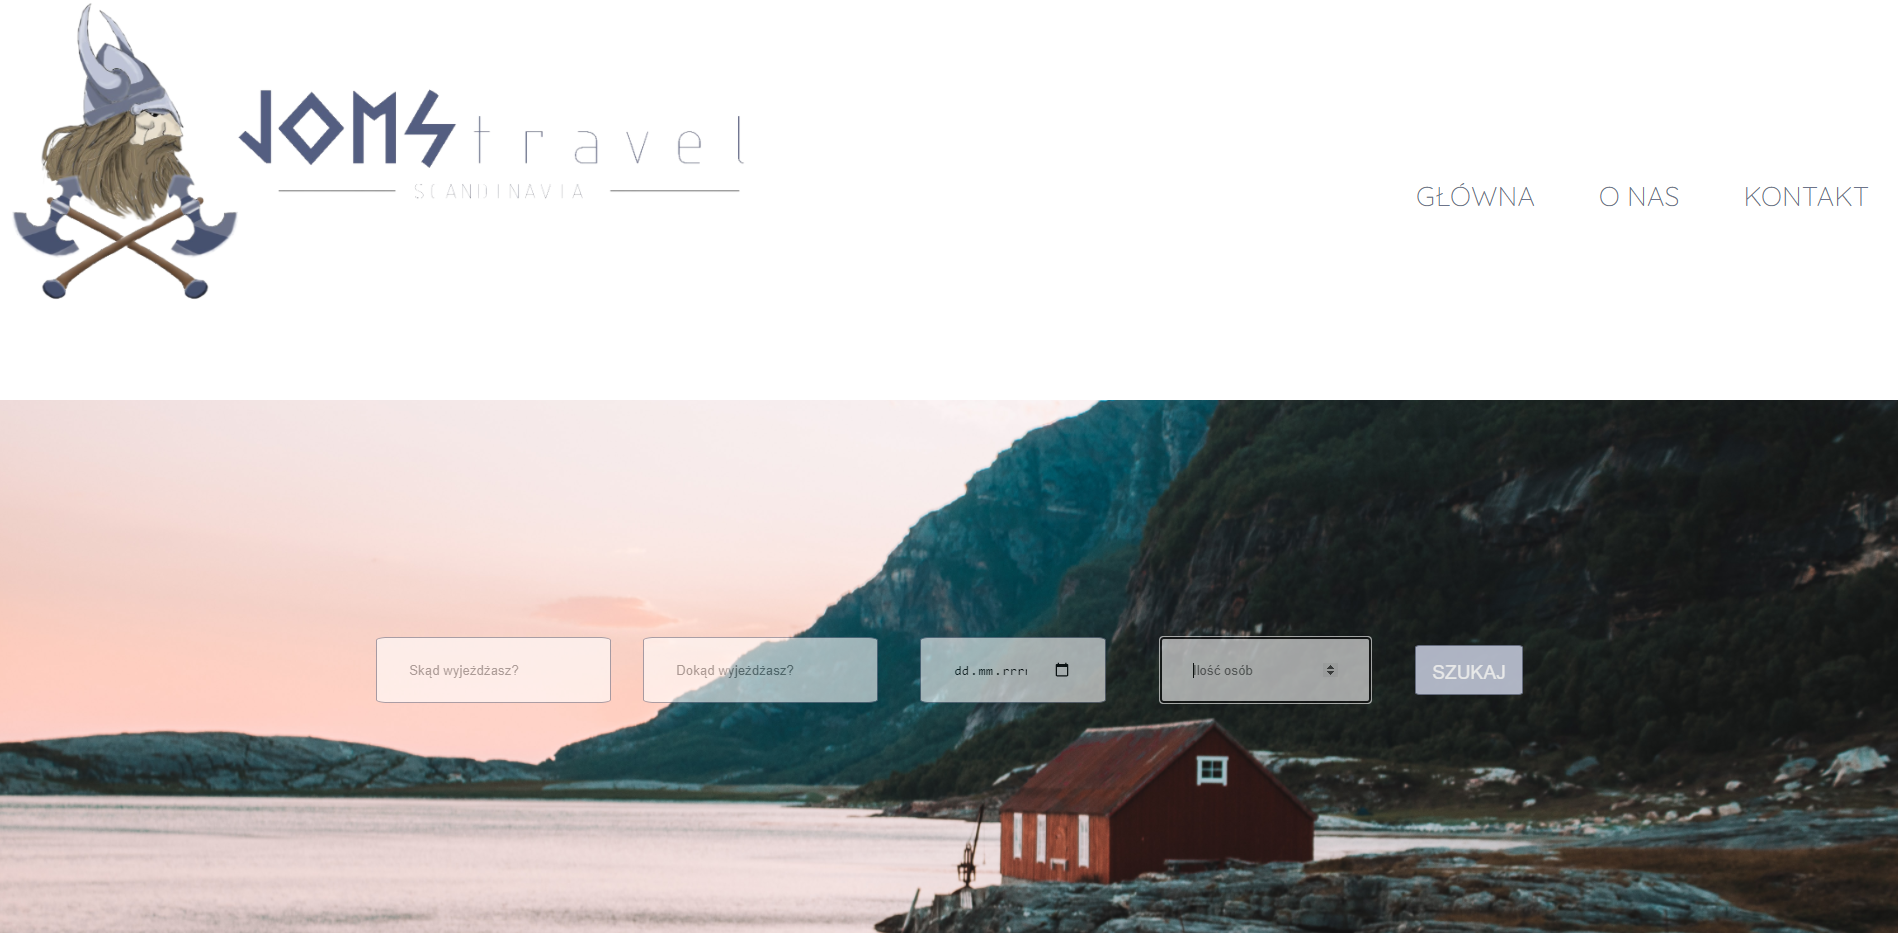 JOMS travel
SCANDINAVIA
GŁÓWNA O NAS KONTAKT
Skąd wyjeżdżasz? Dokąd wyjeżdżasz? dd.mm.rrrr Ilość osób SZUKAJ